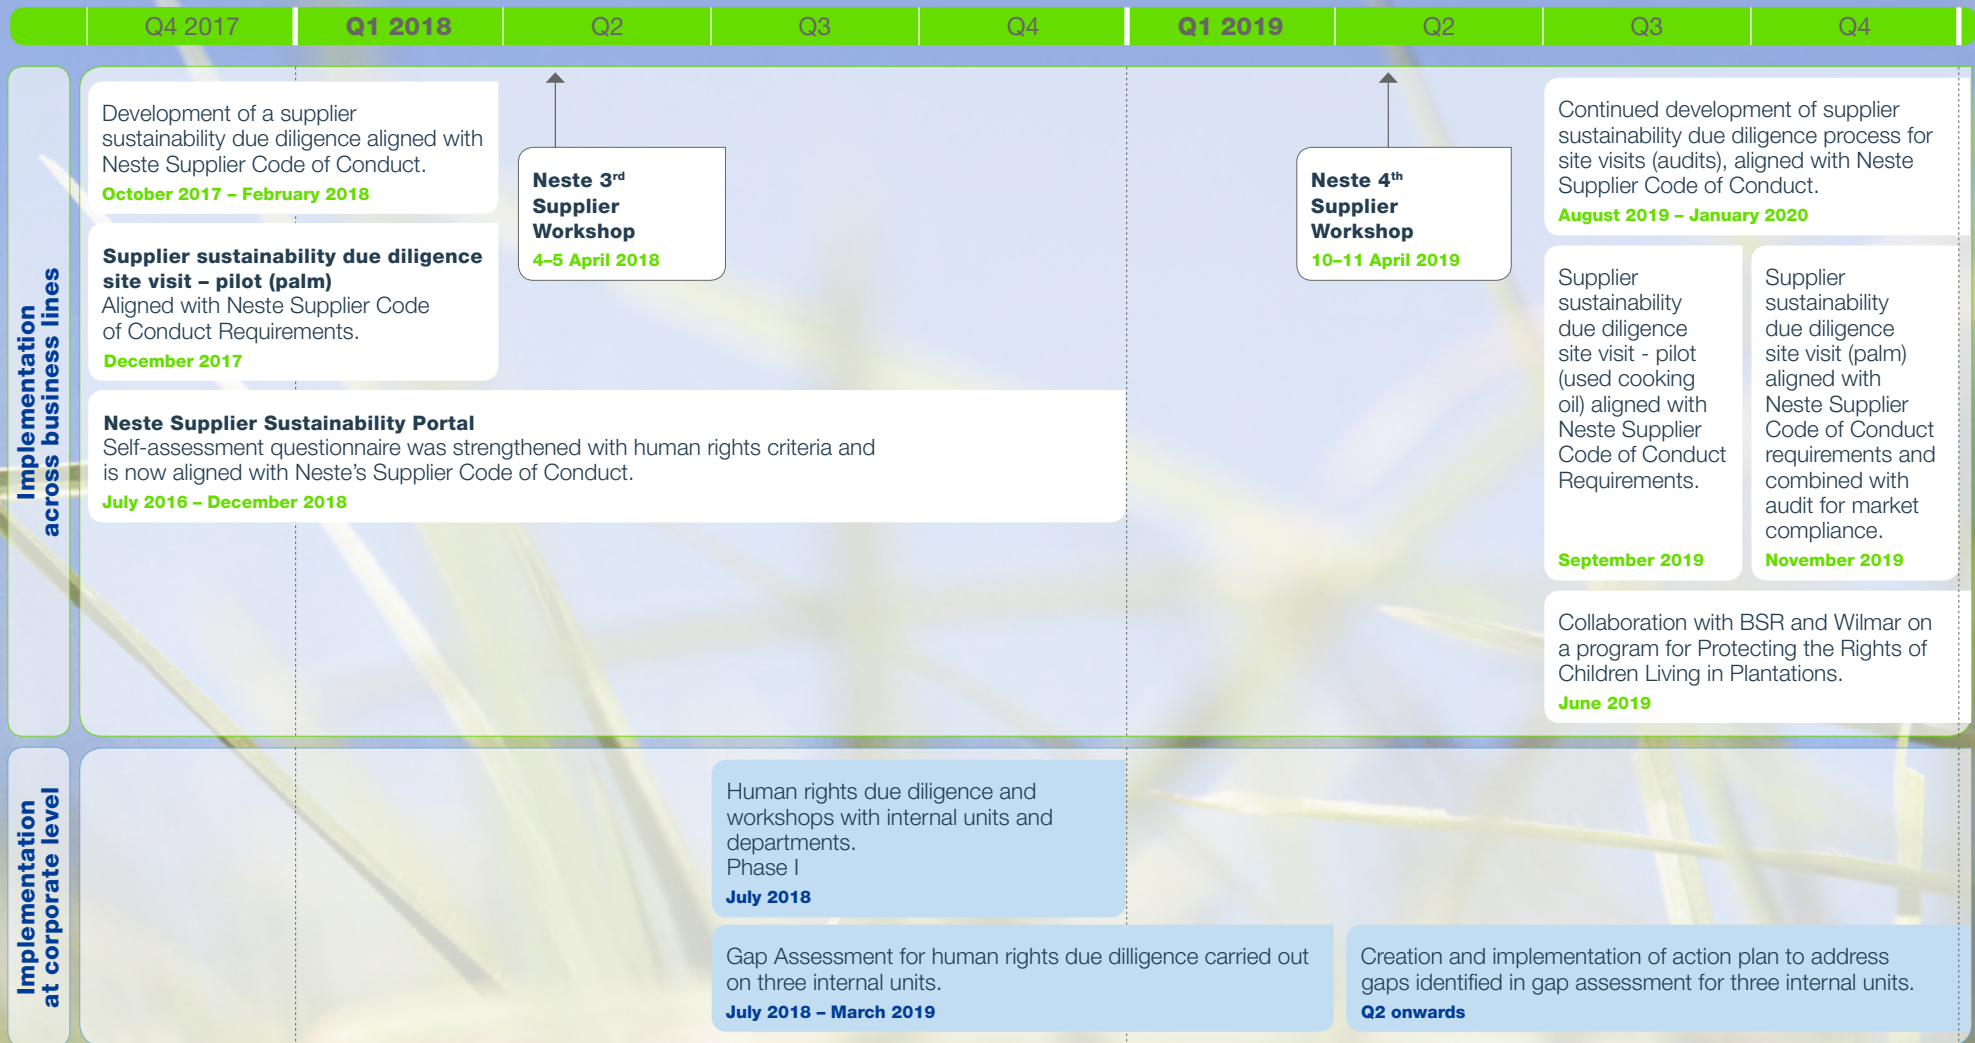 Q4 2017
Q1 2018
Q2
Q3
Q4
Q1 2019
Q2
Q3
Q4
Implementation
across business lines
Development of a supplier
sustainability due diligence aligned with
Neste Supplier Code of Conduct.
October 2017 – February 2018
Supplier sustainability due diligence
site visit – pilot (palm)
Aligned with Neste Supplier Code
of Conduct Requirements.
December 2017
Neste Supplier Sustainability Portal
Self-assessment questionnaire was strengthened with human rights criteria and
is now aligned with Neste's Supplier Code of Conduct.
July 2016 – December 2018
Neste 3rd
Supplier
Workshop
4–5 April 2018
Neste 4th
Supplier
Workshop
10–11 April 2019
Continued development of supplier
sustainability due diligence process for
site visits (audits), aligned with Neste
Supplier Code of Conduct.
August 2019 – January 2020
Supplier
sustainability
due diligence
site visit - pilot
(used cooking
oil) aligned with
Neste Supplier
Code of Conduct
Requirements.
September 2019
Supplier
sustainability
due diligence
site visit (palm)
aligned with
Neste Supplier
Code of Conduct
requirements and
combined with
audit for market
compliance.
November 2019
Collaboration with BSR and Wilmar on
a program for Protecting the Rights of
Children Living in Plantations.
June 2019
Implementation
at corporate level
Human rights due diligence and
workshops with internal units and
departments.
Phase I
July 2018
Gap Assessment for human rights due dilligence carried out
on three internal units.
July 2018 – March 2019
Creation and implementation of action plan to address
gaps identified in gap assessment for three internal units.
Q2 onwards